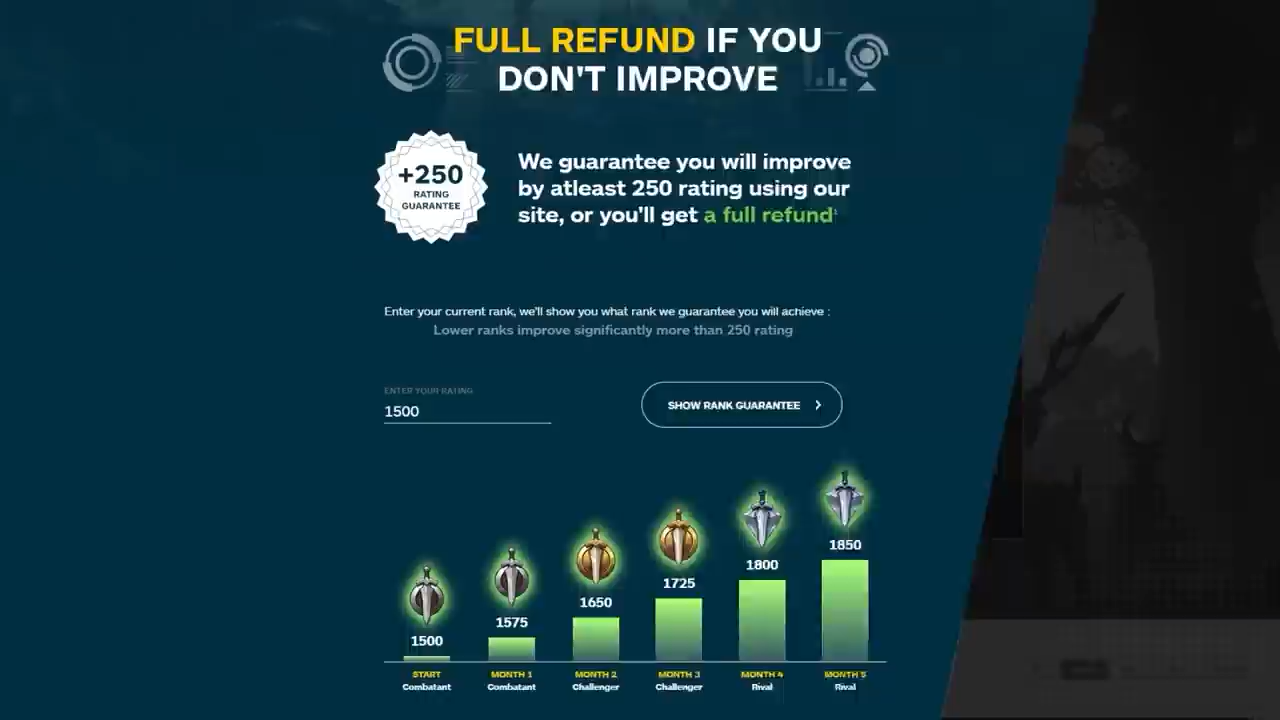 FULL REFUND IF YOU
DON'T IMPROVE
+250
RATING
GUARANTEE
We guarantee you will improve
by atleast 250 rating using our
site, or you'll get a full refund¹
Enter your current rank, we'll show you what rank we guarantee you will achieve :
Lower ranks improve significantly more than 250 rating
ENTER YOUR RATING
1500
SHOW RANK GUARANTEE
1500
1575
1650
1725
1800
1850
START
Combatant
MONTH 1
Combatant
MONTH 2
Challenger
MONTH 3
Challenger
MONTH 4
Rival
MONTH 5
Rival